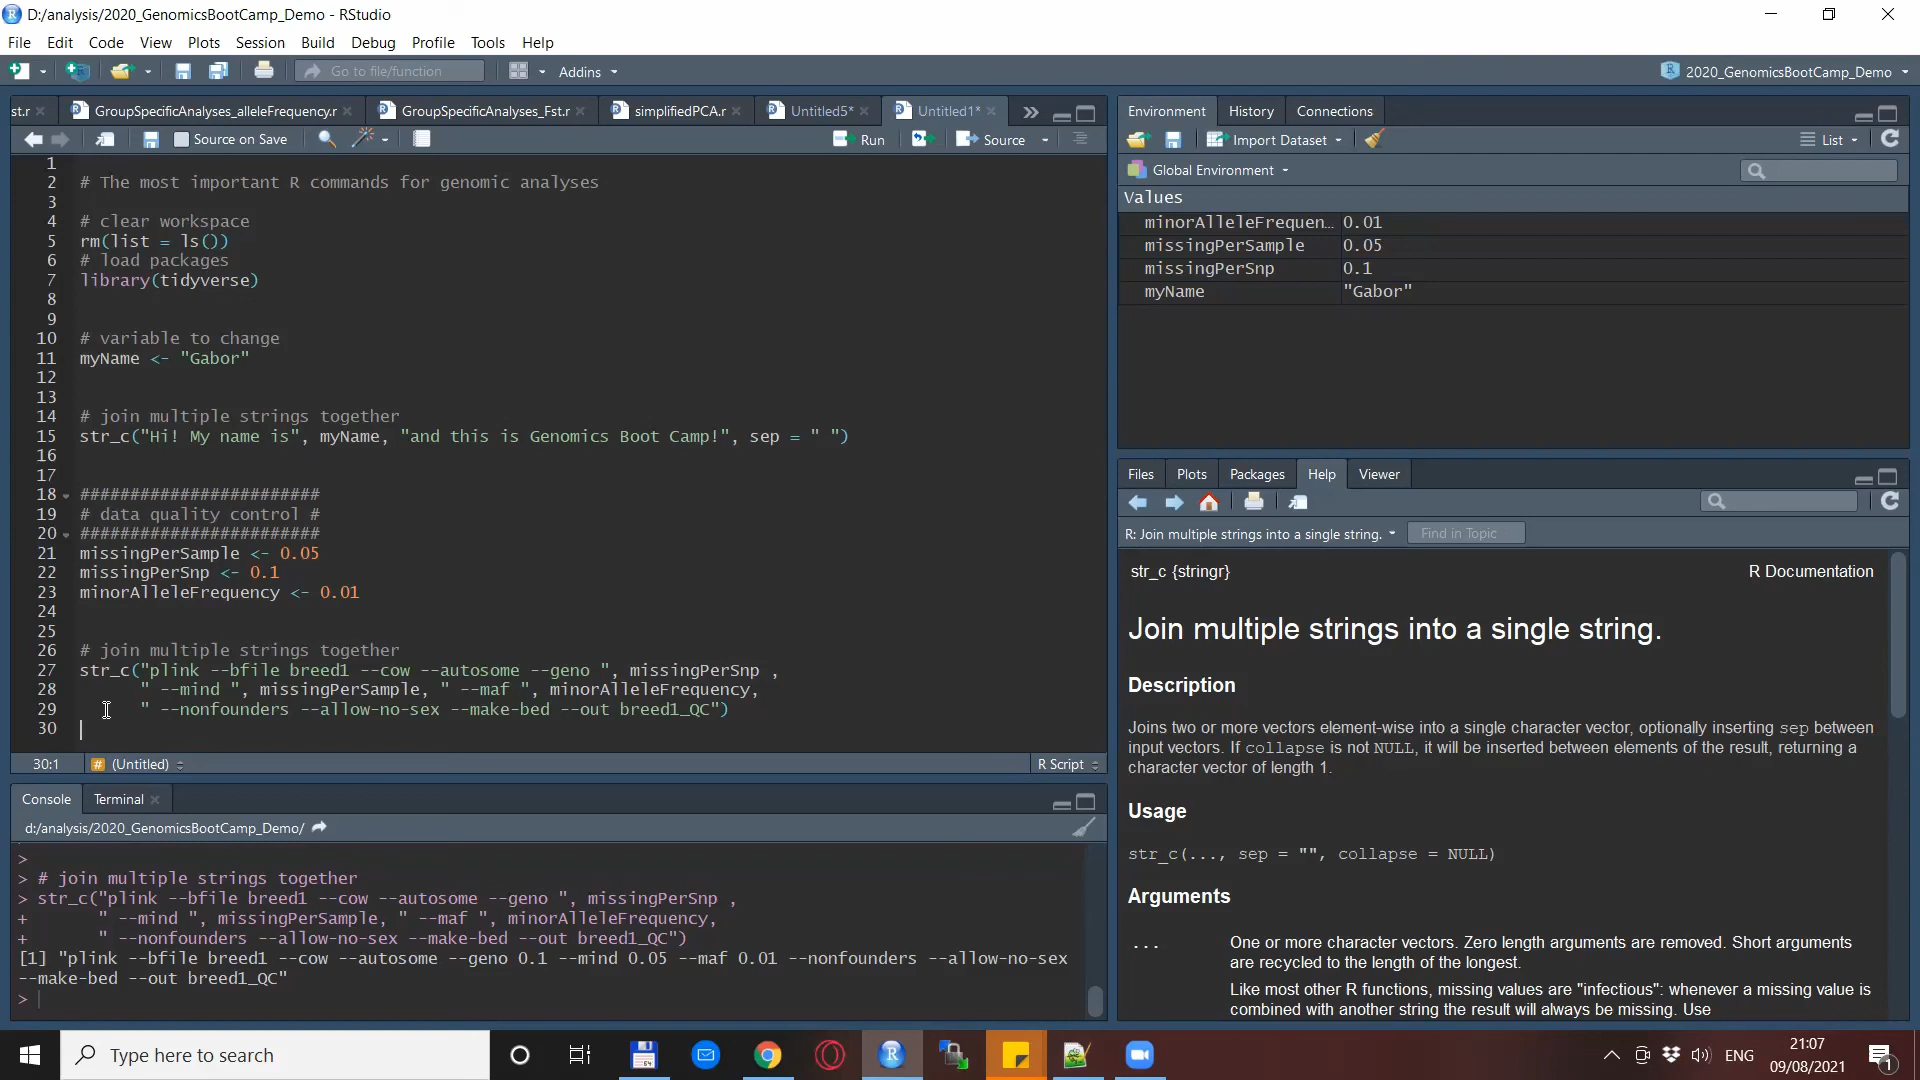 D:/analysis/2020_GenomicsBootCamp_Demo - RStudio
File Edit Code View Plots Session Build Debug Profile Tools Help
Go to file/function Addins 2020_GenomicsBootCamp_Demo
st.r GroupSpecificAnalyses_alleleFrequency.r GroupSpecificAnalyses_Fst.r simplifiedPCA.r Untitled5* Untitled1*
Source on Save Run Source
1
2 # The most important R commands for genomic analyses
3
4 # clear workspace
5 rm(list = ls())
6 # load packages
7 library(tidyverse)
8
9
10 # variable to change
11 myName <- "Gabor"
12
13
14 # join multiple strings together
15 str_c("Hi! My name is", myName, "and this is Genomics Boot Camp!", sep = " ")
16
17
18 ########################
19 # data quality control #
20 ########################
21 missingPerSample <- 0.05
22 missingPerSnp <- 0.1
23 minorAlleleFrequency <- 0.01
24
25
26 # join multiple strings together
27 str_c("plink --bfile breed1 --cow --autosome --geno ", missingPerSnp ,
28 " --mind ", missingPerSample, " --maf ", minorAlleleFrequency,
29 " --nonfounders --allow-no-sex --make-bed --out breed1_QC")
30
30:1 # (Untitled) R Script
Console Terminal
d:/analysis/2020_GenomicsBootCamp_Demo/
>
> # join multiple strings together
> str_c("plink --bfile breed1 --cow --autosome --geno ", missingPerSnp ,
+ " --mind ", missingPerSample, " --maf ", minorAlleleFrequency,
+ " --nonfounders --allow-no-sex --make-bed --out breed1_QC")
[1] "plink --bfile breed1 --cow --autosome --geno 0.1 --mind 0.05 --maf 0.01 --nonfounders --allow-no-sex
--make-bed --out breed1_QC"
>
Environment History Connections
Import Dataset List
Global Environment
Values
minorAlleleFrequen… 0.01
missingPerSample 0.05
missingPerSnp 0.1
myName "Gabor"
Files Plots Packages Help Viewer
R: Join multiple strings into a single string. Find in Topic
str_c {stringr} R Documentation
Join multiple strings into a single string.
Description
Joins two or more vectors element-wise into a single character vector, optionally inserting sep between
input vectors. If collapse is not NULL, it will be inserted between elements of the result, returning a
character vector of length 1.
Usage
str_c(..., sep = "", collapse = NULL)
Arguments
... One or more character vectors. Zero length arguments are removed. Short arguments
are recycled to the length of the longest.
Like most other R functions, missing values are "infectious": whenever a missing value is
combined with another string the result will always be missing. Use
Type here to search
ENG
21:07
09/08/2021
1